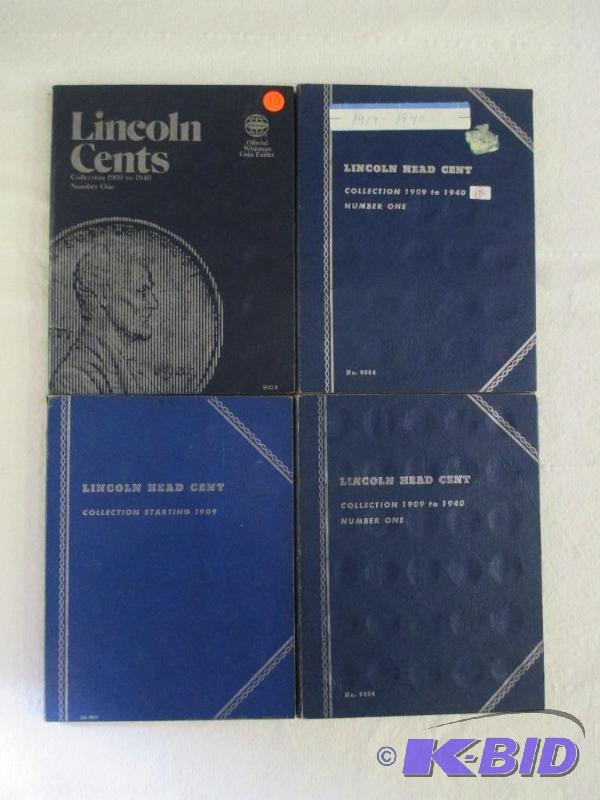 Lincoln
Cents
Collection 1909 to 1940
Number One
Official
Whitman
Coin Folder
9004
1909 - 1940
LINCOLN HEAD CENT
COLLECTION 1909 to 1940
NUMBER ONE
No. 9004
LINCOLN HEAD CENT
COLLECTION STARTING 1909
LINCOLN HEAD CENT
COLLECTION 1909 to 1940
NUMBER ONE
No. 9004
© K-BID